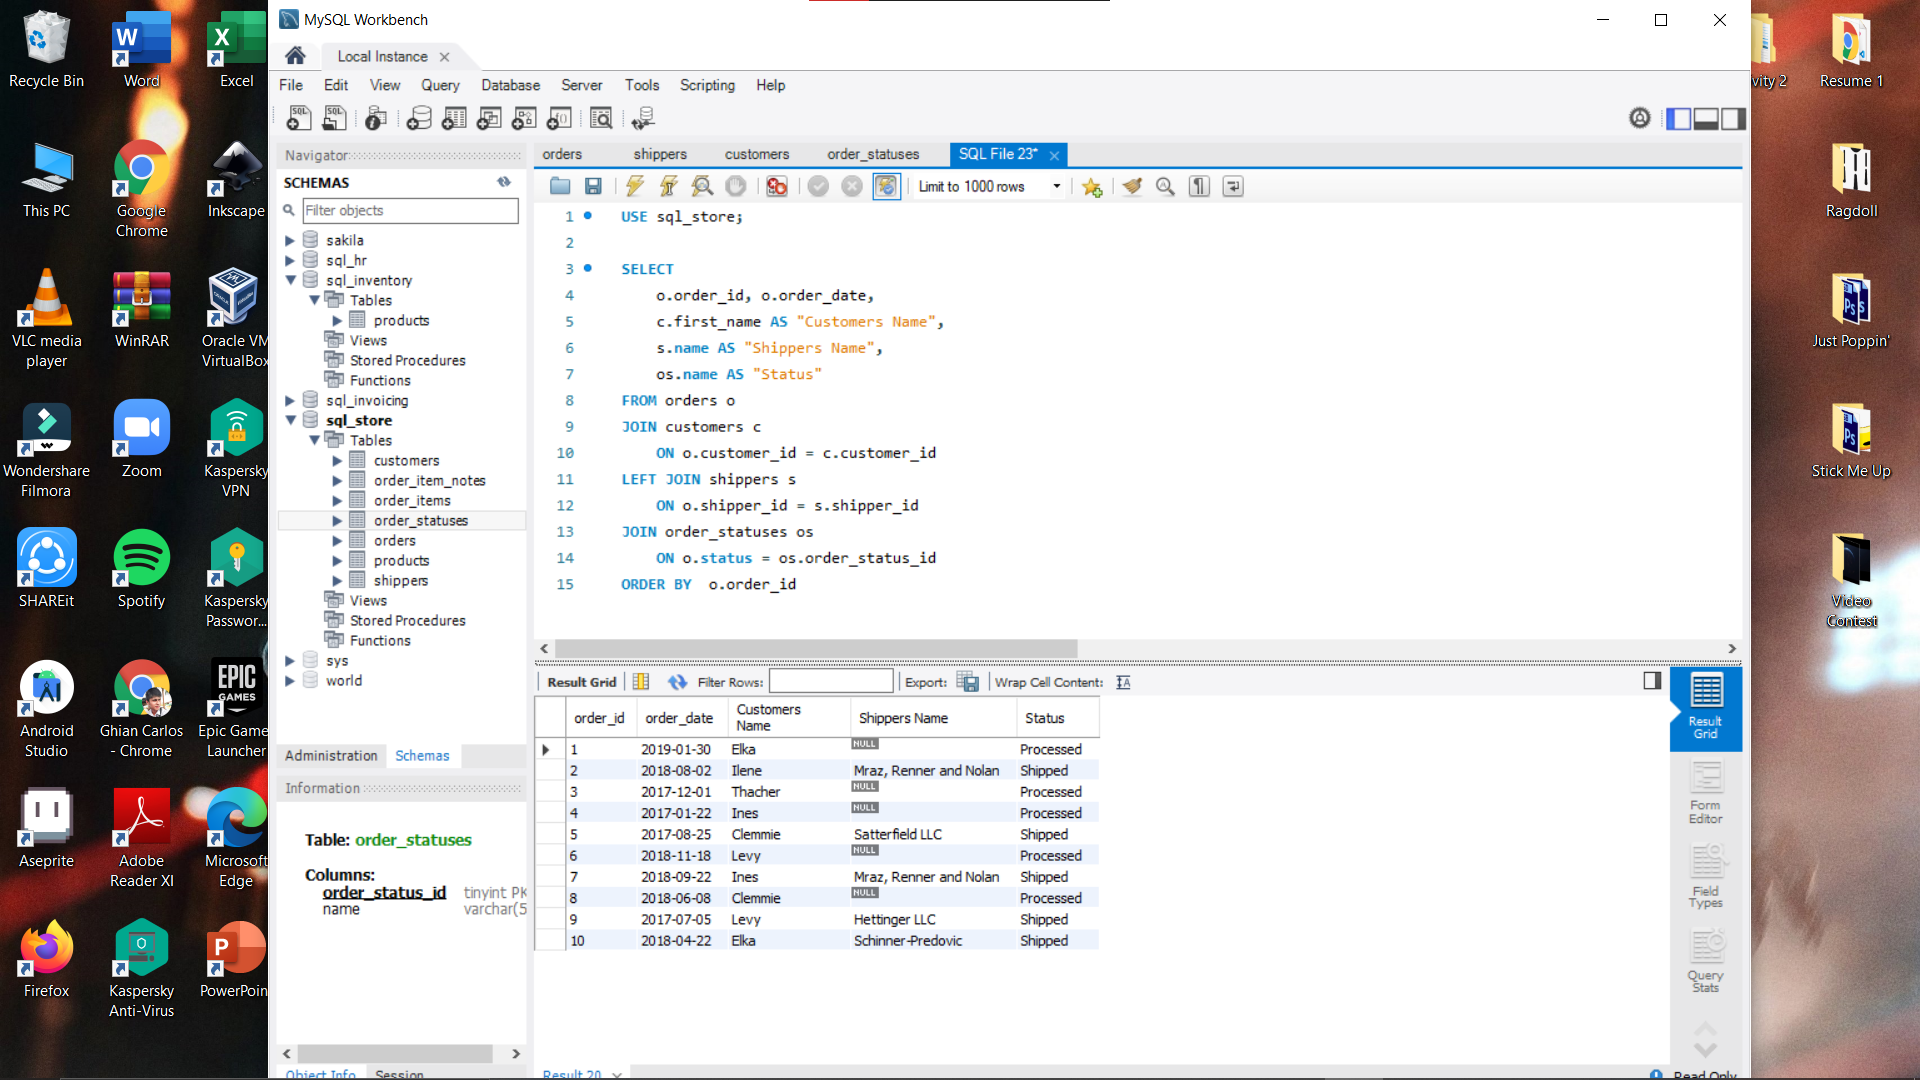 MySQL Workbench
Local Instance
File Edit View Query Database Server Tools Scripting Help
Navigator
SCHEMAS
Filter objects
sakila
sql_hr
sql_inventory
Tables
products
Views
Stored Procedures
Functions
sql_invoicing
sql_store
Tables
customers
order_item_notes
order_items
order_statuses
orders
products
shippers
Views
Stored Procedures
Functions
sys
world
Administration Schemas
Information
Table: order_statuses
Columns:
order_status_id tinyint PK
name varchar(5
Object Info Session
orders shippers customers order_statuses SQL File 23*
Limit to 1000 rows
1 USE sql_store;
2
3 SELECT
4 o.order_id, o.order_date,
5 c.first_name AS "Customers Name",
6 s.name AS "Shippers Name",
7 os.name AS "Status"
8 FROM orders o
9 JOIN customers c
10 ON o.customer_id = c.customer_id
11 LEFT JOIN shippers s
12 ON o.shipper_id = s.shipper_id
13 JOIN order_statuses os
14 ON o.status = os.order_status_id
15 ORDER BY o.order_id
Result Grid Filter Rows: Export: Wrap Cell Content:
order_id order_date Customers Name Shippers Name Status
1 2019-01-30 Elka NULL Processed
2 2018-08-02 Ilene Mraz, Renner and Nolan Shipped
3 2017-12-01 Thacher NULL Processed
4 2017-01-22 Ines NULL Processed
5 2017-08-25 Clemmie Satterfield LLC Shipped
6 2018-11-18 Levy NULL Processed
7 2018-09-22 Ines Mraz, Renner and Nolan Shipped
8 2018-06-08 Clemmie NULL Processed
9 2017-07-05 Levy Hettinger LLC Shipped
10 2018-04-22 Elka Schinner-Predovic Shipped
Result 20
Read Only
Result
Grid
Form
Editor
Field
Types
Query
Stats
Recycle Bin
Word
Excel
This PC
Google
Chrome
Inkscape
VLC media
player
WinRAR
Oracle VM
VirtualBox
Wondershare
Filmora
Zoom
Kaspersky
VPN
SHAREit
Spotify
Kaspersky
Passwor...
Android
Studio
Ghian Carlos
- Chrome
EPIC
GAMES
Epic Game
Launcher
Aseprite
Adobe
Reader XI
Microsoft
Edge
Firefox
Kaspersky
Anti-Virus
PowerPoin
vity 2
Resume 1
Ragdoll
Just Poppin'
Stick Me Up
Video
Contest